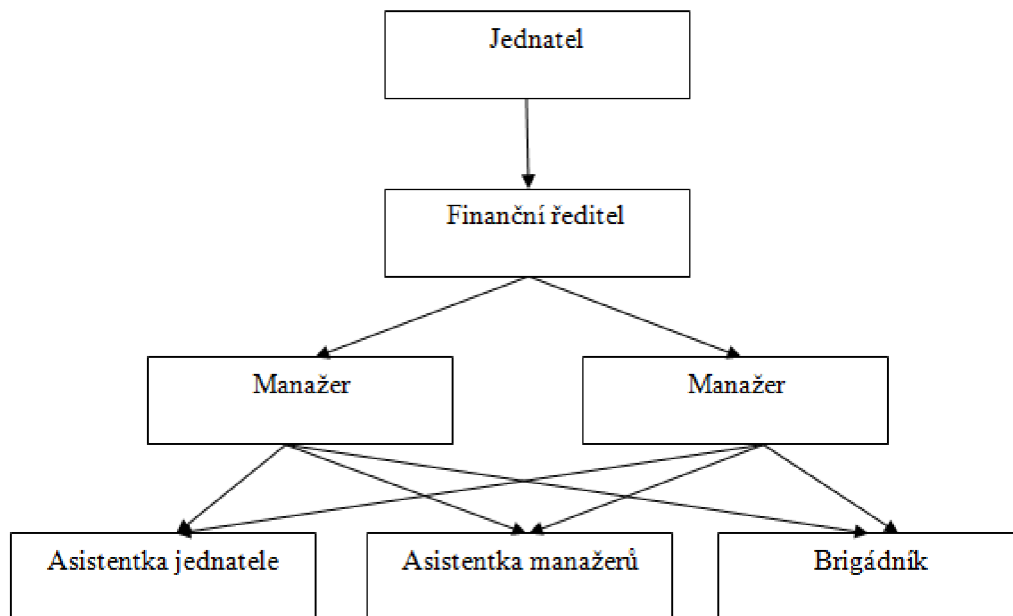 Jednatel
Finanční ředitel
Manažer
Manažer
Asistentka jednatele
Asistentka manažerů
Brigádník